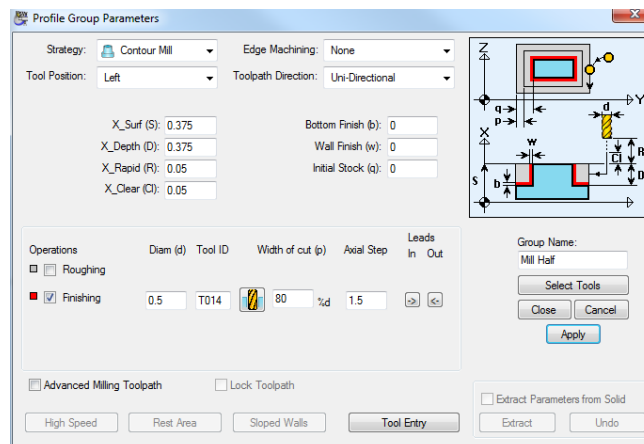 Profile Group Parameters
Strategy: Contour Mill Edge Machining: None
Tool Position: Left Toolpath Direction: Uni-Directional
X_Surf (S): 0.375 Bottom Finish (b): 0
X_Depth (D): 0.375 Wall Finish (w): 0
X_Rapid (R): 0.05 Initial Stock (q): 0
X_Clear (Cl): 0.05
Z
Y
q
p
d
X
w
R
Cl
S
b
D
Leads
Operations Diam (d) Tool ID Width of cut (p) Axial Step In Out
Roughing
Finishing 0.5 T014 80 %d 1.5 -> <-
Group Name:
Mill Half
Select Tools
Close Cancel
Apply
Advanced Milling Toolpath Lock Toolpath
Extract Parameters from Solid
High Speed Rest Area Sloped Walls Tool Entry Extract Undo